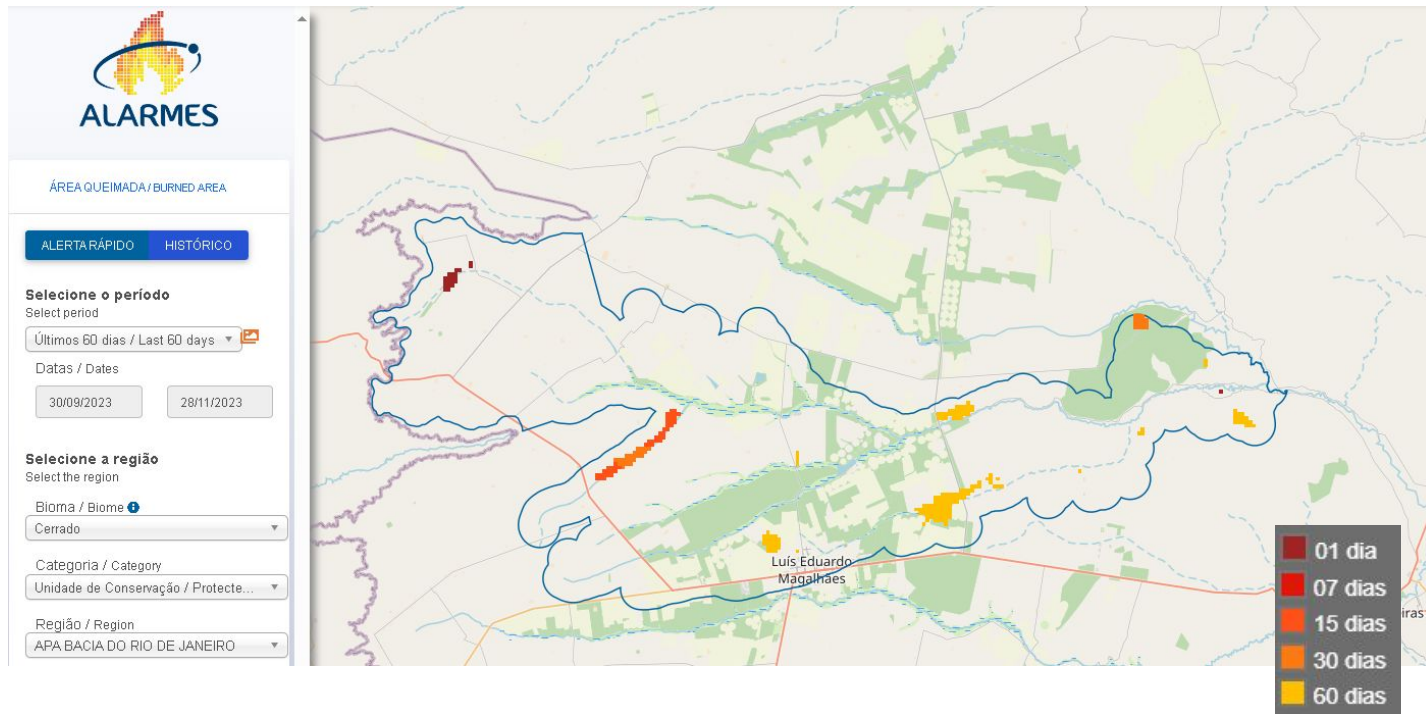 ALARMES
ÁREA QUEIMADA / BURNED AREA
ALERTA RÁPIDO
HISTÓRICO
Selecione o período
Select period
Últimos 60 dias / Last 60 days
Datas / Dates
30/09/2023
28/11/2023
Selecione a região
Select the region
Bioma / Biome
Cerrado
Categoria / Category
Unidade de Conservação / Protecte...
Região / Region
APA BACIA DO RIO DE JANEIRO
Luís Eduardo
Magalhães
01 dia
07 dias
15 dias
30 dias
60 dias